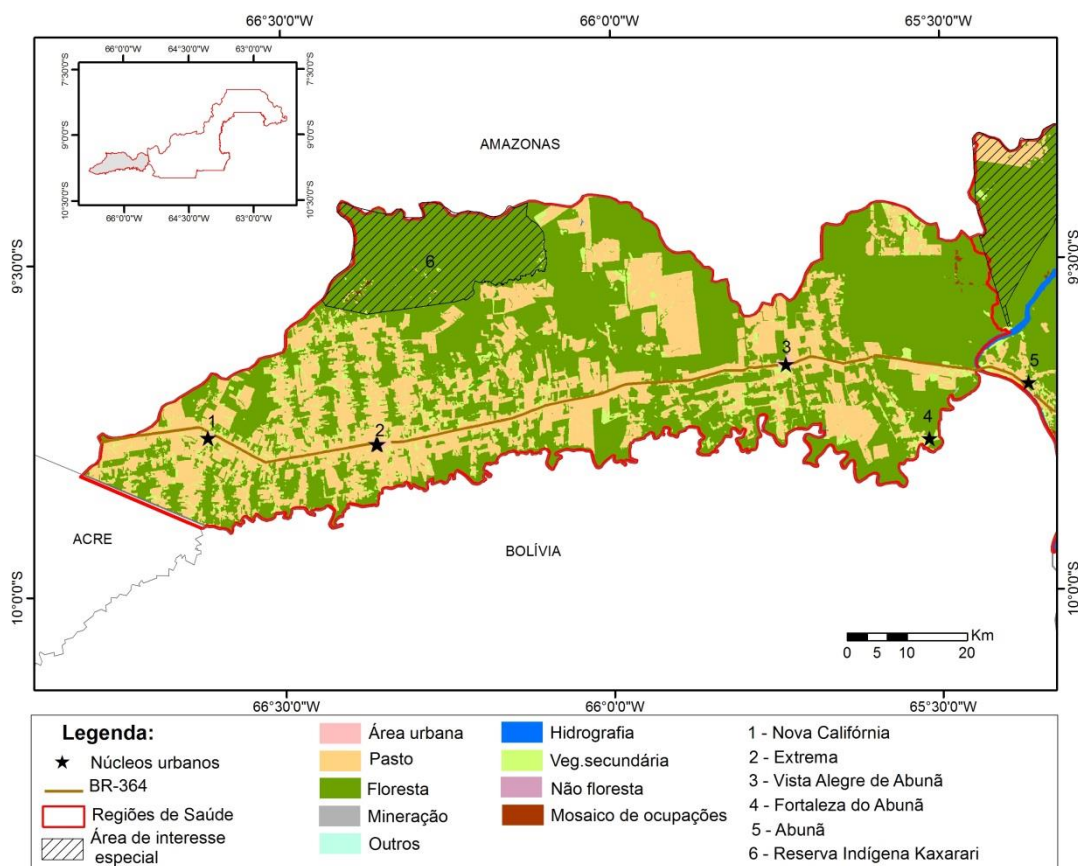 66°30'0"W
66°0'0"W
65°30'0"W
66°0'0"W
64°30'0"W
63°0'0"W
7°30'0"S
7°30'0"S
9°0'0"S
9°0'0"S
10°30'0"S
10°30'0"S
66°0'0"W
64°30'0"W
63°0'0"W
AMAZONAS
9°30'0"S
9°30'0"S
6
3
5
1
2
4
ACRE
BOLÍVIA
10°0'0"S
10°0'0"S
Km
0 5 10 20
66°30'0"W
66°0'0"W
65°30'0"W
Legenda:
Núcleos urbanos
BR-364
Regiões de Saúde
Área de interesse
especial
Área urbana
Pasto
Floresta
Mineração
Outros
Hidrografia
Veg.secundária
Não floresta
Mosaico de ocupações
1 - Nova Califórnia
2 - Extrema
3 - Vista Alegre de Abunã
4 - Fortaleza do Abunã
5 - Abunã
6 - Reserva Indígena Kaxarari